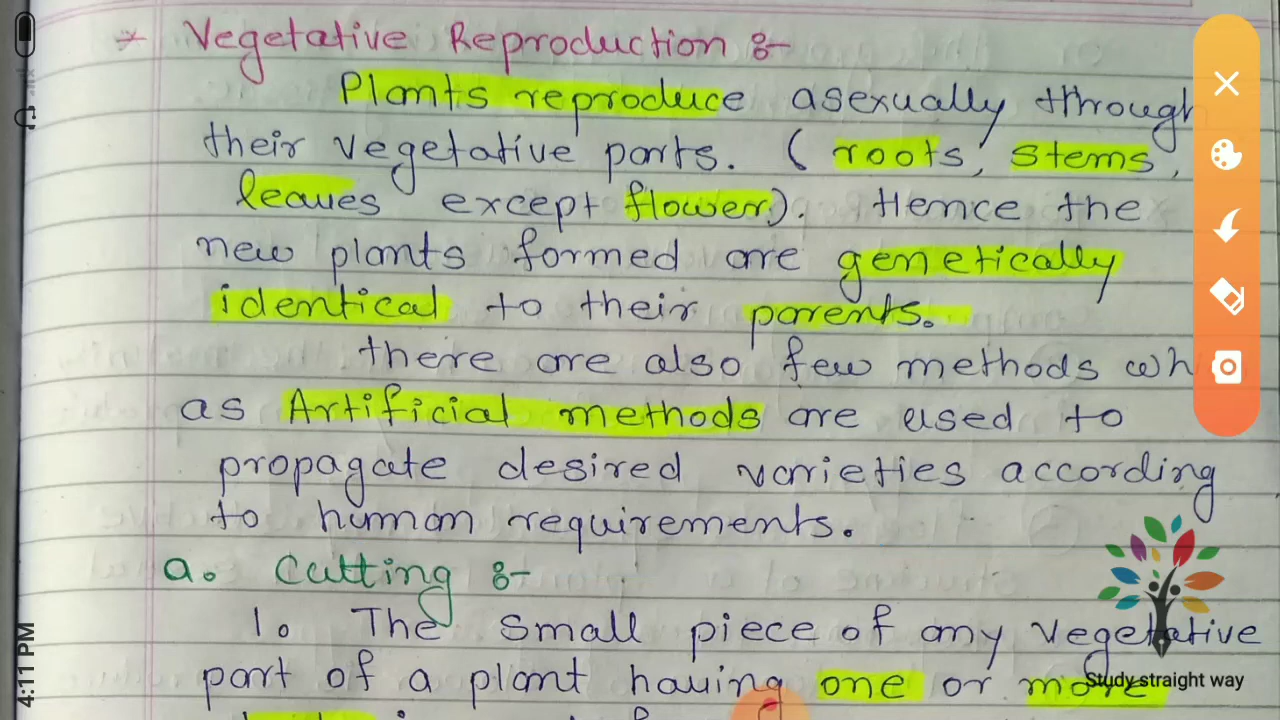 * Vegetative Reproduction :-
Plants reproduce asexually through
their vegetative parts. ( roots, stems,
leaves except flower). Hence the
new plants formed are genetically
identical to their parents.
there are also few methods wh
as Artificial methods are used to
propagate desired varieties according
to human requirements.
a. Cutting :-
1. The small piece of any vegetative
part of a plant having one or more
Study straight way
4:11 PM